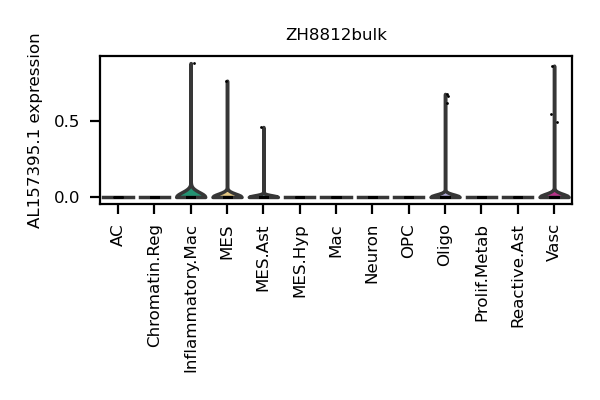 ZH8812bulk
AL157395.1 expression
0.5
0.0
AC
Chromatin.Reg
Inflammatory.Mac
MES
MES.Ast
MES.Hyp
Mac
Neuron
OPC
Oligo
Prolif.Metab
Reactive.Ast
Vasc